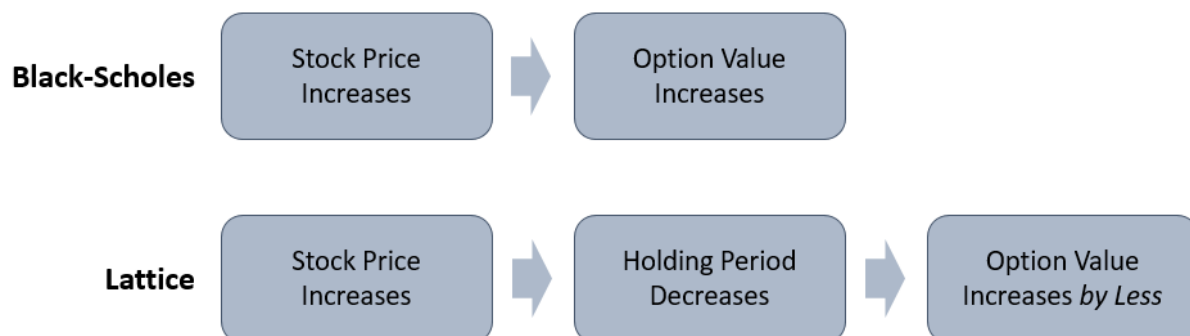 Black-Scholes
Stock Price
Increases
Option Value
Increases
Lattice
Stock Price
Increases
Holding Period
Decreases
Option Value
Increases by Less